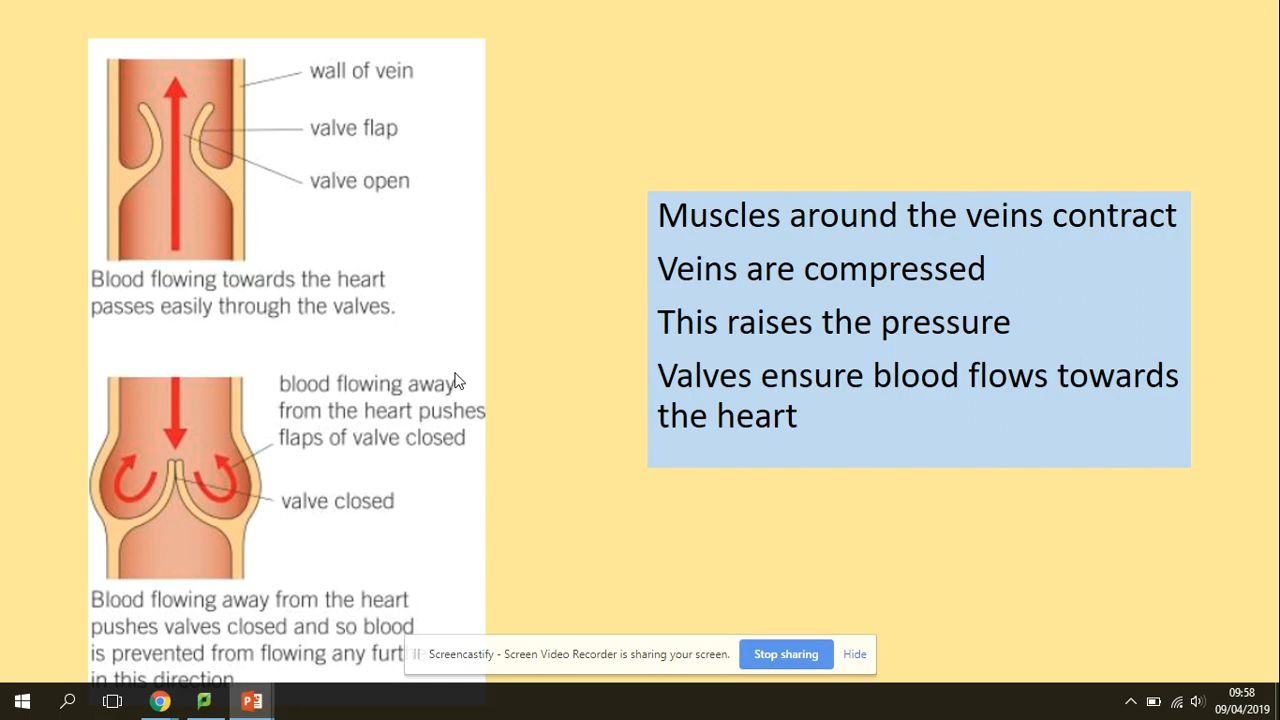 wall of vein
valve flap
valve open
Blood flowing towards the heart
passes easily through the valves.
blood flowing away
from the heart pushes
flaps of valve closed
valve closed
Blood flowing away from the heart
pushes valves closed and so blood
is prevented from flowing any
in this direction
Muscles around the veins contract
Veins are compressed
This raises the pressure
Valves ensure blood flows towards
the heart
Screencastify - Screen Video Recorder is sharing your screen.
Stop sharing
Hide
09:58
09/04/2019